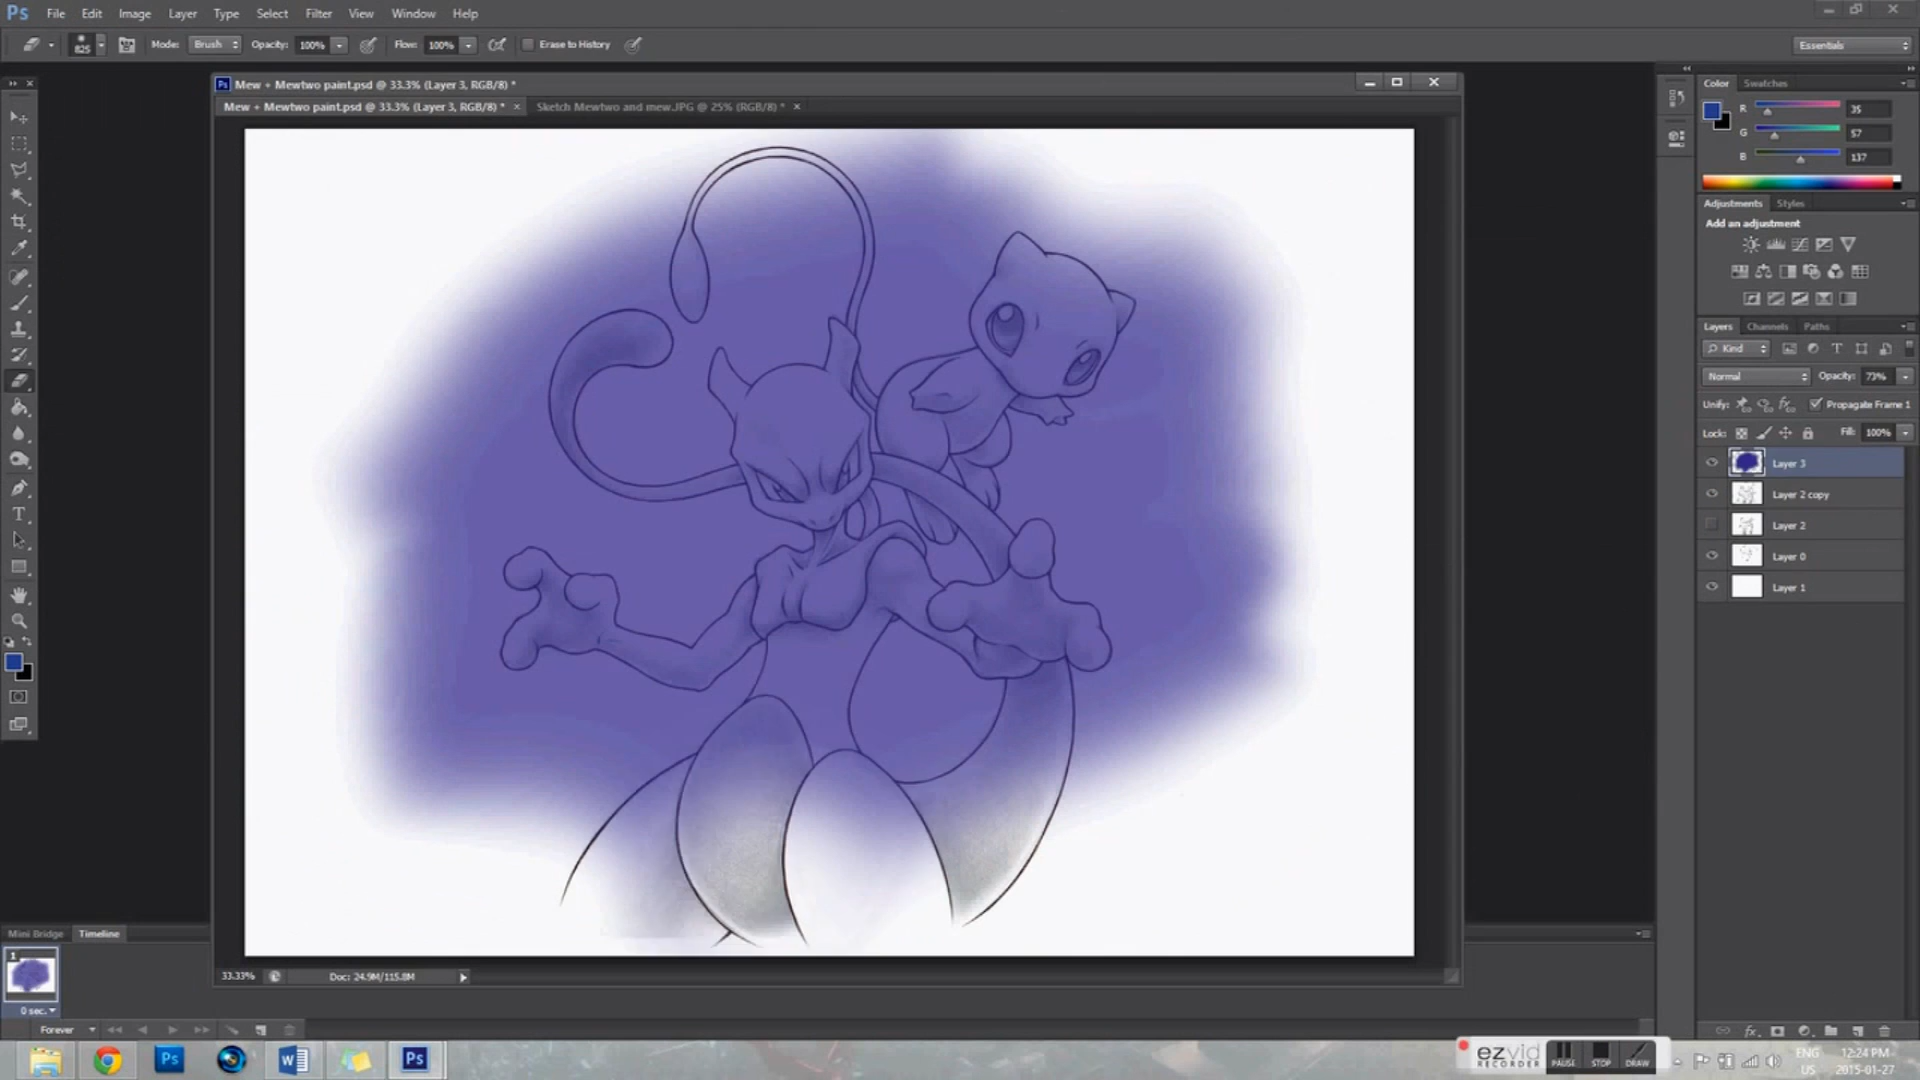 Ps File Edit Image Layer Type Select Filter View Window Help
825 Mode: Brush Opacity: 100% Flow: 100% Erase to History Essentials
Mew + Mewtwo paint.psd @ 33.3% (Layer 3, RGB/8) *
Mew + Mewtwo paint.psd @ 33.3% (Layer 3, RGB/8) * × Sketch Mewtwo and mew.JPG @ 25% (RGB/8) * ×
Color Swatches
R 35
G 57
B 137
Adjustments Styles
Add an adjustment
Layers Channels Paths
Kind
Normal Opacity: 73%
Unify: Propagate Frame 1
Lock: Fill: 100%
Layer 3
Layer 2 copy
Layer 2
Layer 0
Layer 1
33.33% Doc: 24.9M/115.8M
Mini Bridge Timeline
1
0 sec.
Forever
ezvid
RECORDER
PAUSE STOP DRAW
ENG 12:24 PM
US 2015-01-27